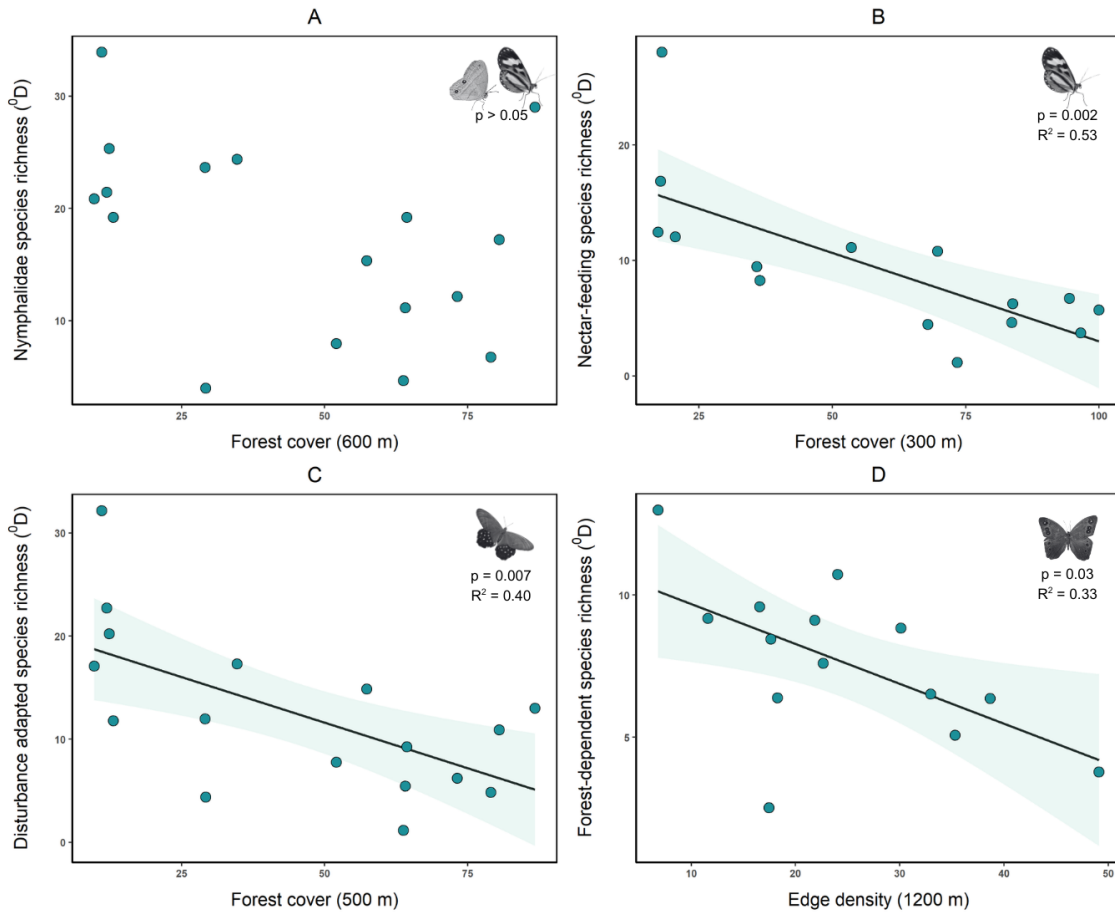 A
Nymphalidae species richness (⁰D)
30
20
10
p > 0.05
25
50
75
Forest cover (600 m)
B
Nectar-feeding species richness (⁰D)
20
10
0
p = 0.002
R² = 0.53
25
50
75
100
Forest cover (300 m)
C
Disturbance adapted species richness (⁰D)
30
20
10
0
p = 0.007
R² = 0.40
25
50
75
Forest cover (500 m)
D
Forest-dependent species richness (⁰D)
10
5
p = 0.03
R² = 0.33
10
20
30
40
50
Edge density (1200 m)